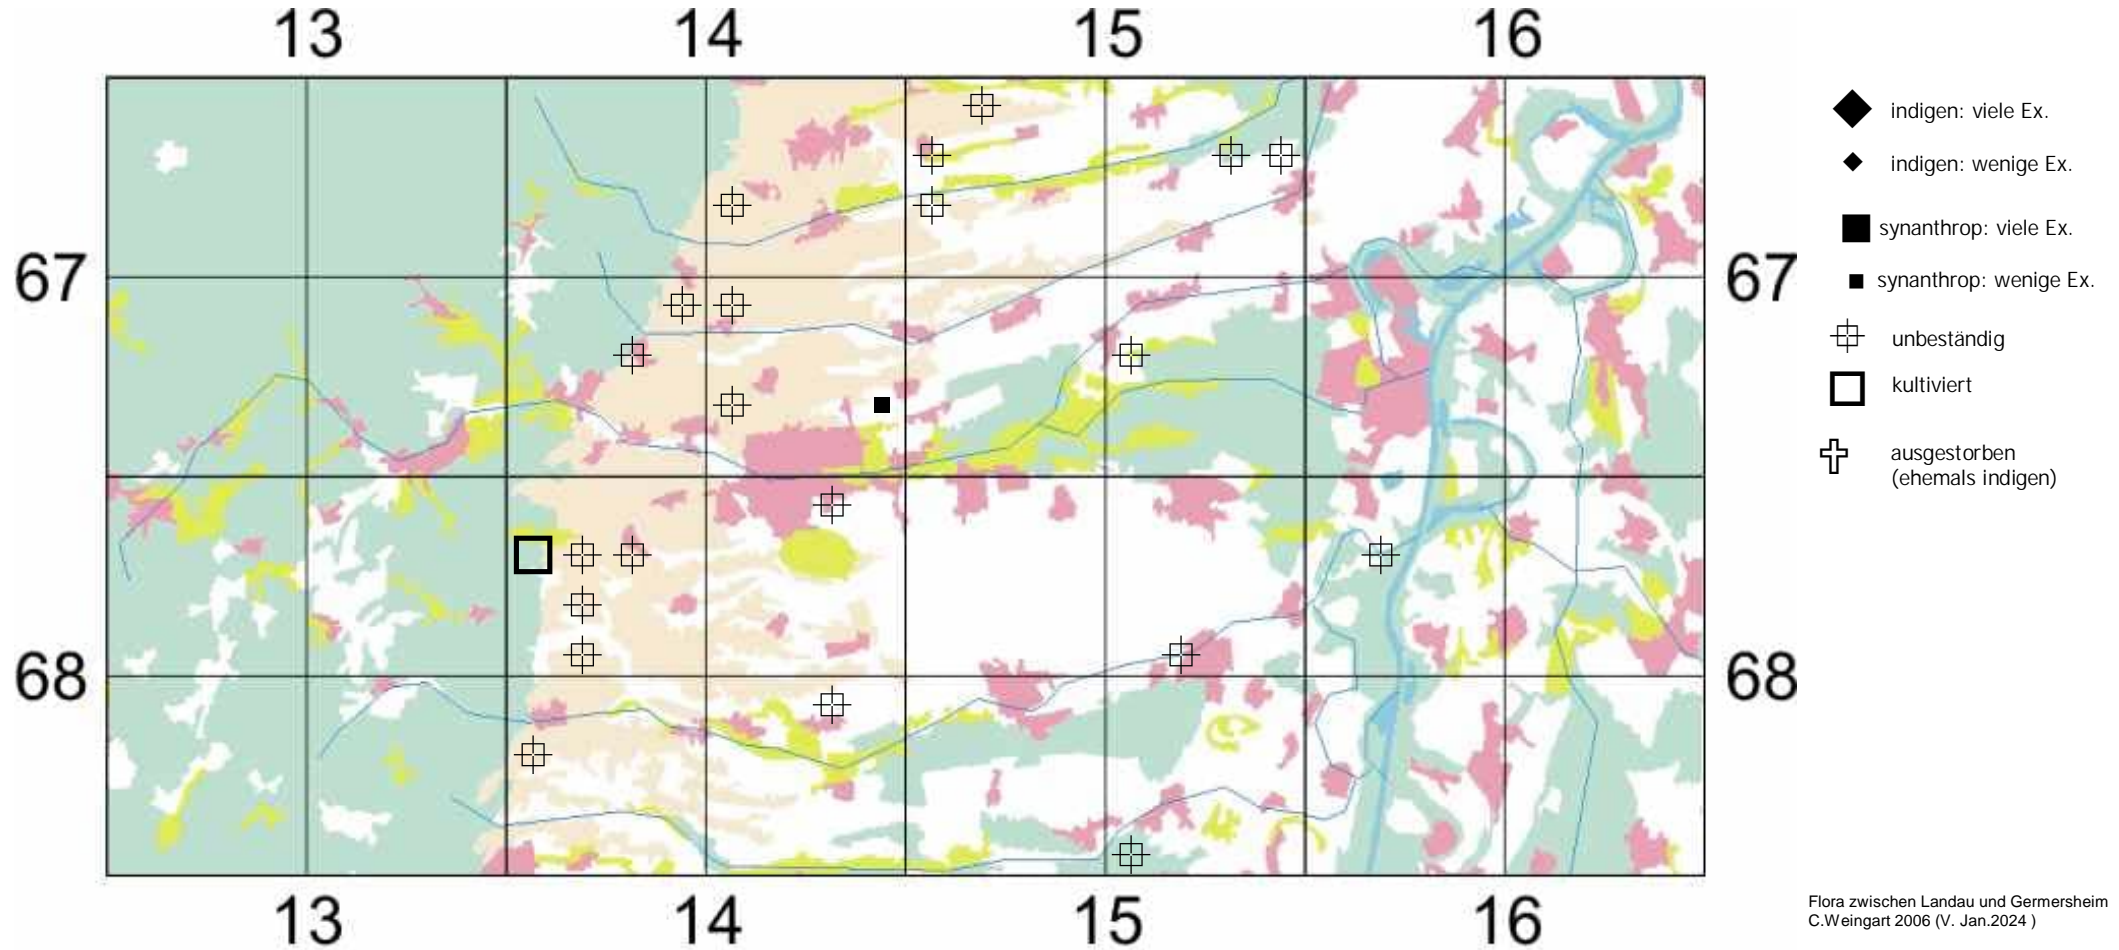 13 14 15 16
indigen: viele Ex.
indigen: wenige Ex.
synanthrop: viele Ex.
67 67
synanthrop: wenige Ex.
unbeständig
kultiviert
ausgestorben
(ehemals indigen)
68 68
13 14 15 16
Flora zwischen Landau und Germersheim
C.Weingart 2006 (V. Jan.2024 )